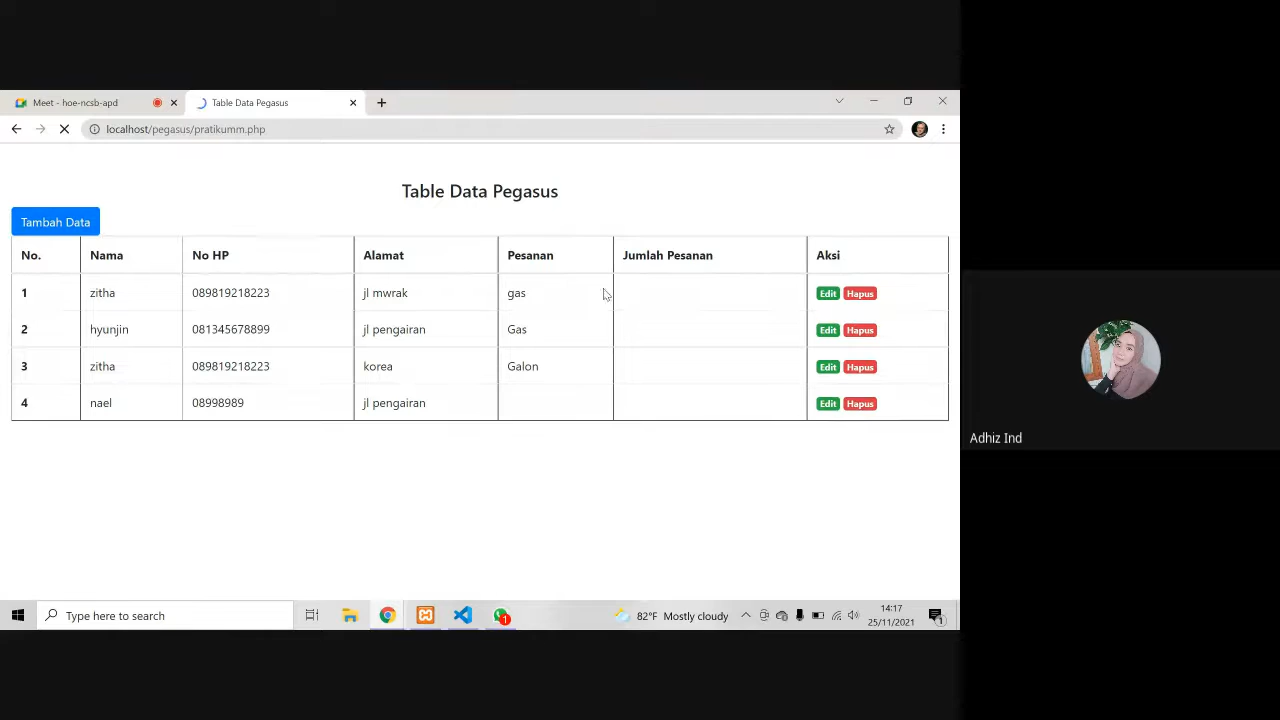 Meet - hoe-ncsb-apd
Table Data Pegasus
localhost/pegasus/pratikumm.php
Table Data Pegasus
Tambah Data
No. Nama No HP Alamat Pesanan Jumlah Pesanan Aksi
1 zitha 089819218223 jl mwrak gas Edit Hapus
2 hyunjin 081345678899 jl pengairan Gas Edit Hapus
3 zitha 089819218223 korea Galon Edit Hapus
4 nael 08998989 jl pengairan Edit Hapus
Adhiz Ind
Type here to search
1
82°F Mostly cloudy
14:17
25/11/2021
1